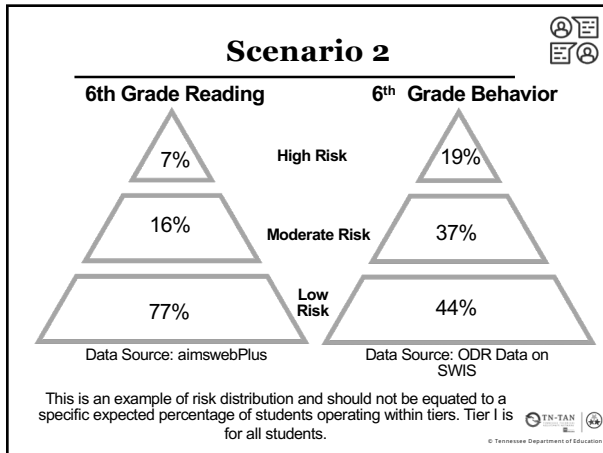 Scenario 2
6th Grade Reading
6th Grade Behavior
7%
High Risk
19%
16%
Moderate Risk
37%
77%
Low
Risk
44%
Data Source: aimswebPlus
Data Source: ODR Data on
SWIS
This is an example of risk distribution and should not be equated to a
specific expected percentage of students operating within tiers. Tier I is
for all students.
TN-TAN
© Tennessee Department of Education